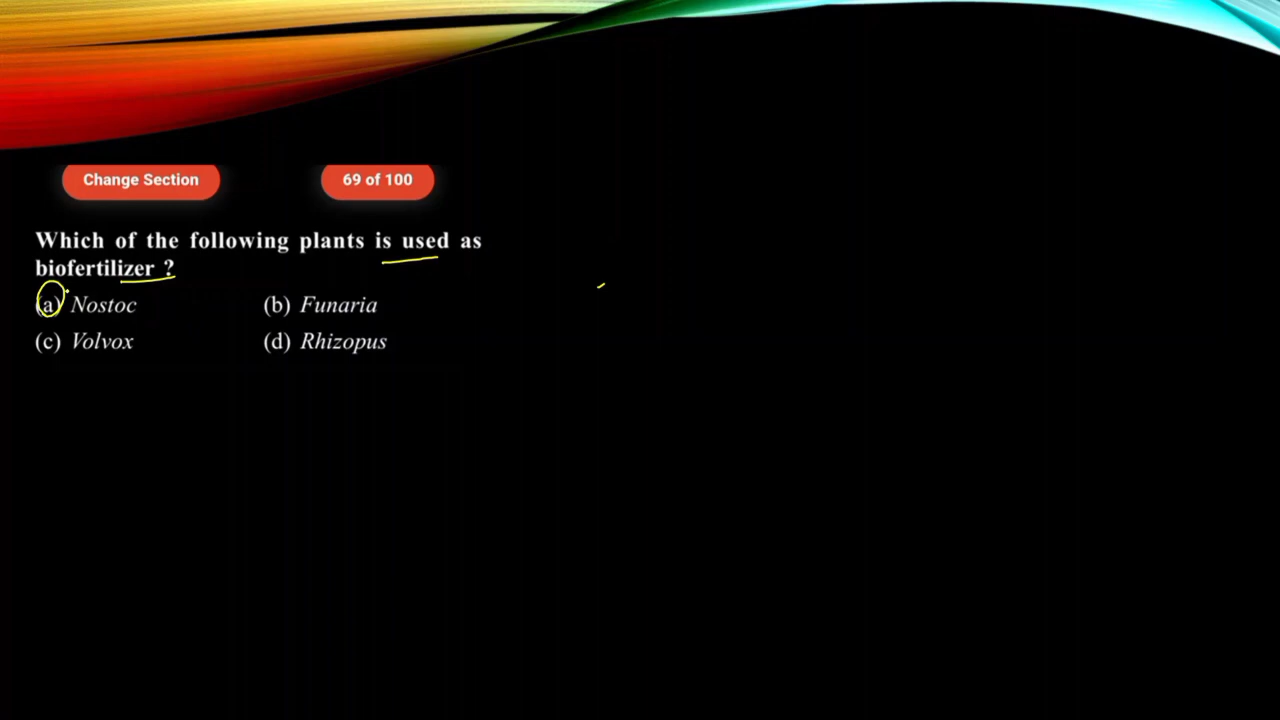 Change Section 69 of 100
Which of the following plants is used as
biofertilizer ?
(a) Nostoc (b) Funaria
(c) Volvox (d) Rhizopus